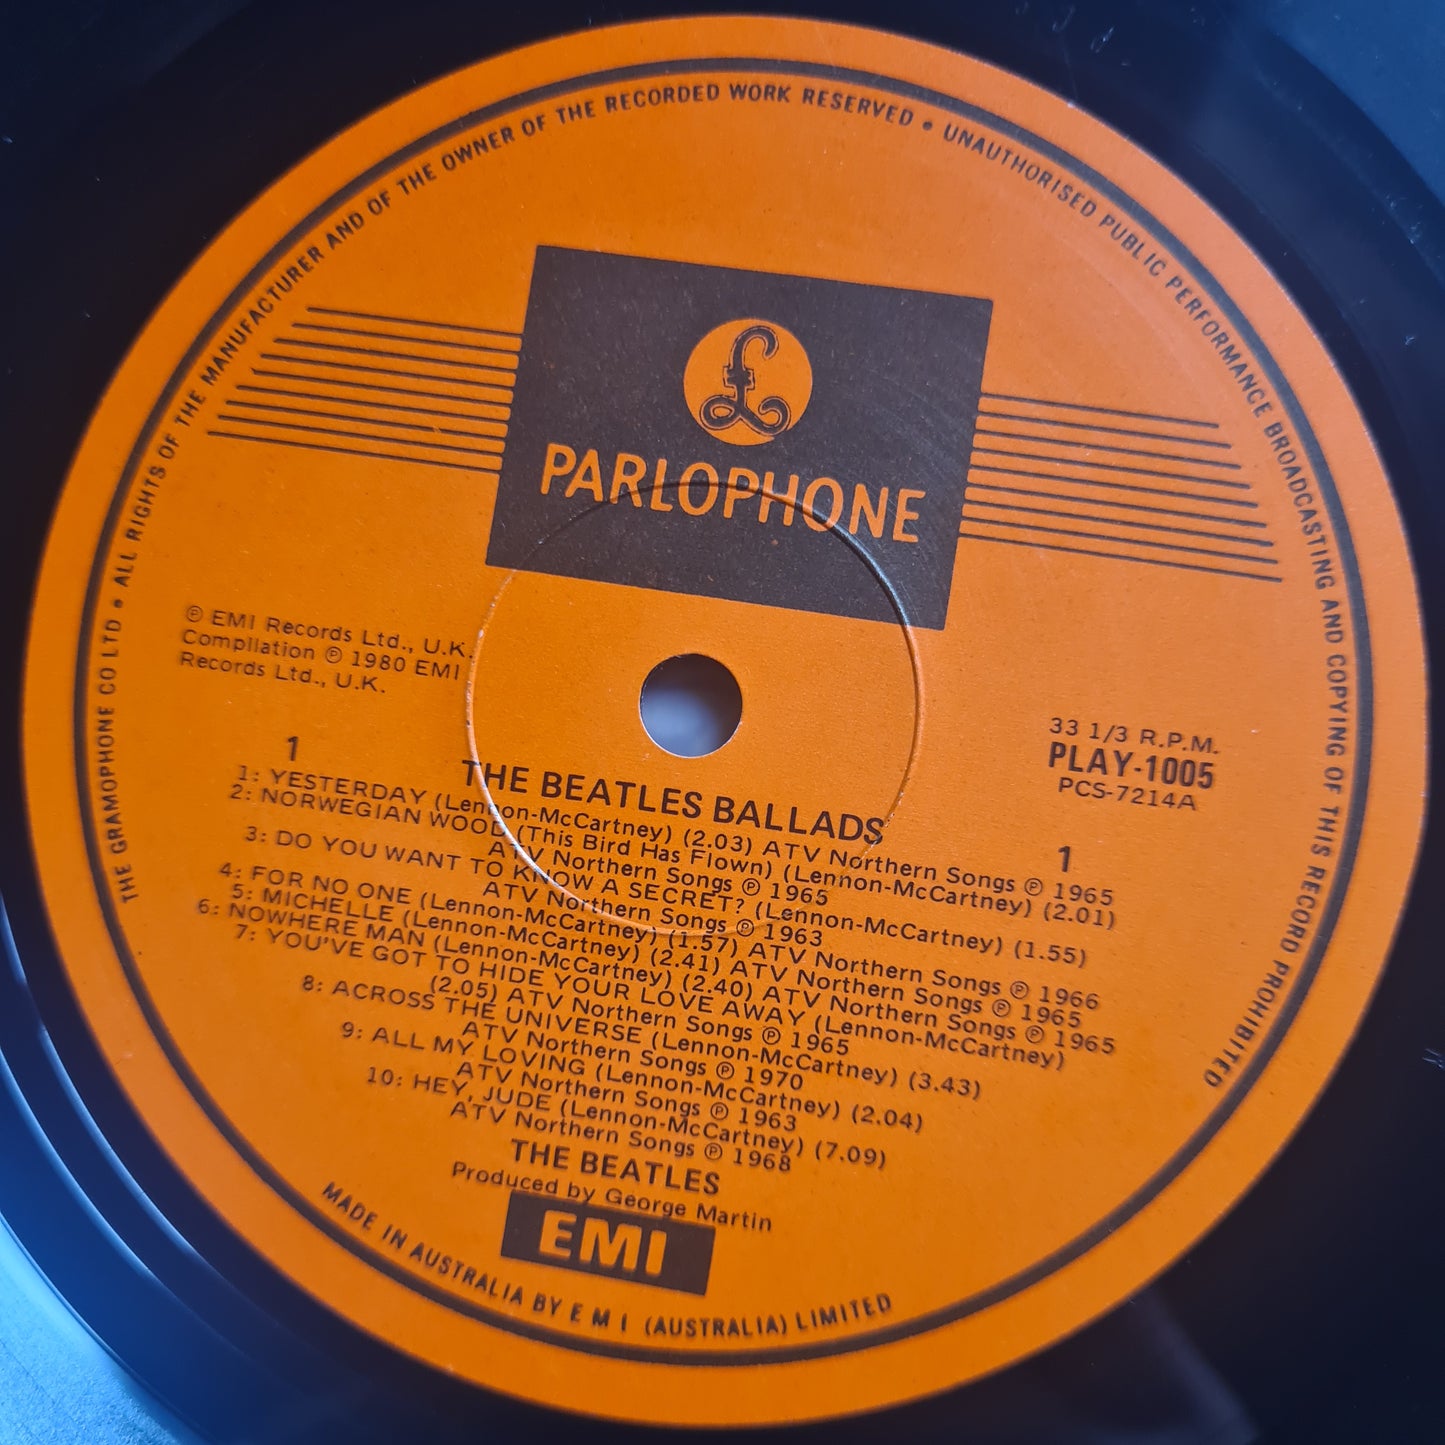 THE GRAMOPHONE CO LTD • ALL RIGHTS OF THE MANUFACTURER AND OF THE OWNER OF THE RECORDED WORK RESERVED • UNAUTHORISED PUBLIC PERFORMANCE BROADCASTING AND COPYING OF THIS RECORD PROHIBITED
£
PARLOPHONE
℗ EMI Records Ltd., U.K.
Compilation ℗ 1980 EMI
Records Ltd., U.K.
33 1/3 R.P.M.
PLAY-1005
PCS-7214A
1
1
THE BEATLES BALLADS
1: YESTERDAY (Lennon-McCartney) (2.03) ATV Northern Songs ℗ 1965
2: NORWEGIAN WOOD (This Bird Has Flown) (Lennon-McCartney) (2.01)
ATV Northern Songs ℗ 1965
3: DO YOU WANT TO KNOW A SECRET? (Lennon-McCartney) (1.55)
ATV Northern Songs ℗ 1963
4: FOR NO ONE (Lennon-McCartney) (1.57) ATV Northern Songs ℗ 1966
5: MICHELLE (Lennon-McCartney) (2.41) ATV Northern Songs ℗ 1965
6: NOWHERE MAN (Lennon-McCartney) (2.40) ATV Northern Songs ℗ 1965
7: YOU'VE GOT TO HIDE YOUR LOVE AWAY (Lennon-McCartney)
(2.05) ATV Northern Songs ℗ 1965
8: ACROSS THE UNIVERSE (Lennon-McCartney) (3.43)
ATV Northern Songs ℗ 1970
9: ALL MY LOVING (Lennon-McCartney) (2.04)
ATV Northern Songs ℗ 1963
10: HEY, JUDE (Lennon-McCartney) (7.09)
ATV Northern Songs ℗ 1968
THE BEATLES
Produced by George Martin
EMI
MADE IN AUSTRALIA BY E M I (AUSTRALIA) LIMITED